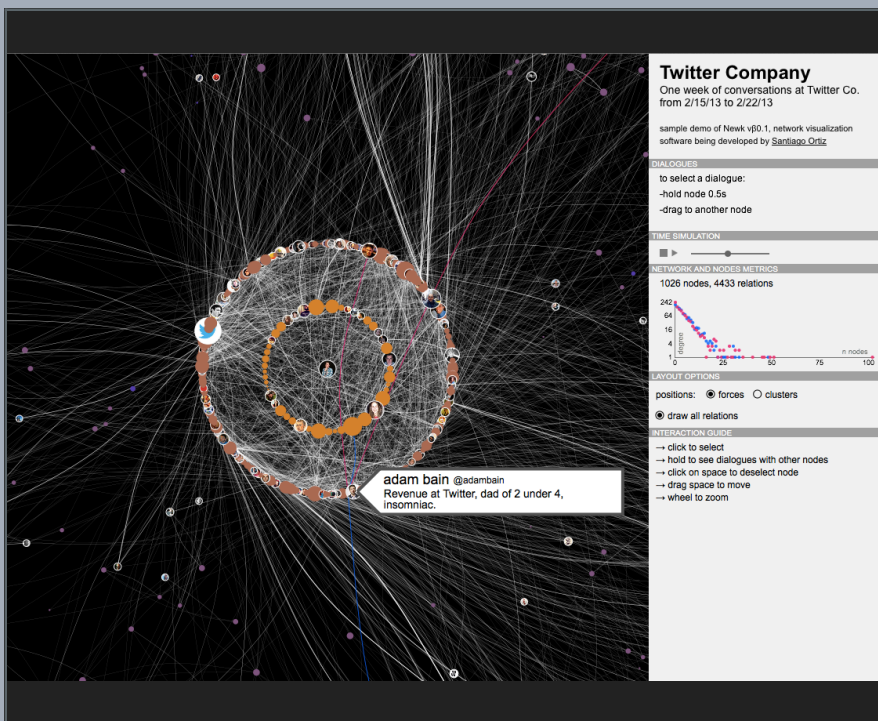 Twitter Company
One week of conversations at Twitter Co.
from 2/15/13 to 2/22/13
sample demo of Newk vβ0.1, network visualization
software being developed by Santiago Ortiz
DIALOGUES
to select a dialogue:
-hold node 0.5s
-drag to another node
TIME SIMULATION
NETWORK AND NODES METRICS
1026 nodes, 4433 relations
242
64
16
4
1
degree
n nodes
0 25 50 75 100
LAYOUT OPTIONS
positions: forces clusters
draw all relations
INTERACTION GUIDE
→ click to select
→ hold to see dialogues with other nodes
→ click on space to deselect node
→ drag space to move
→ wheel to zoom
adam bain @adambain
Revenue at Twitter, dad of 2 under 4,
insomniac.